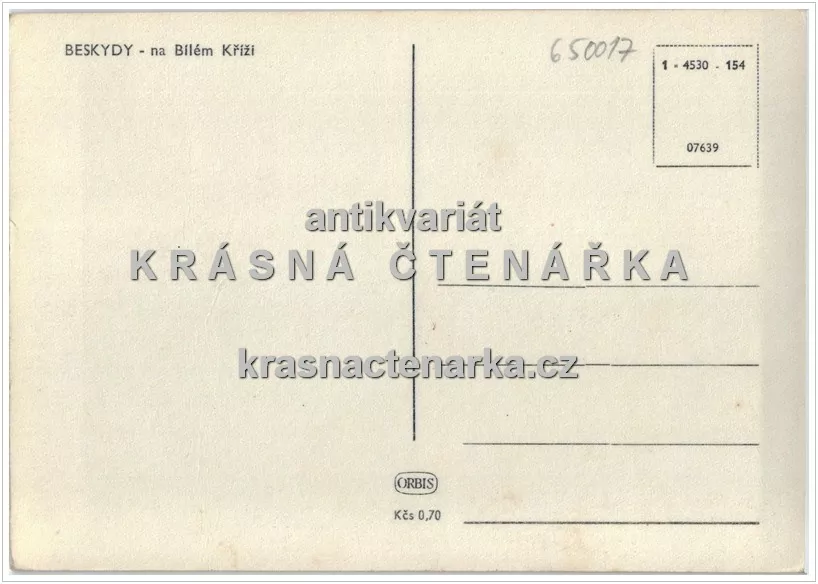 BESKYDY - na Bílém Kříži
650017
1 - 4530 - 154
07639
antikvariát
KRÁSNÁ ČTENÁŘKA
krasnactenarka.cz
ORBIS
Kčs 0,70